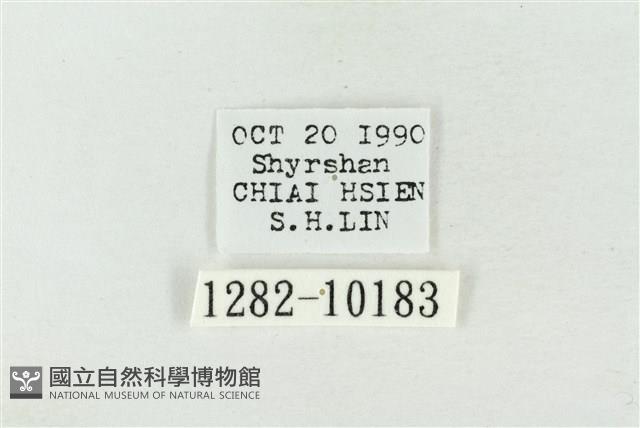 OCT 20 1990
Shyrshan
CHIAI HSIEN
S.H.LIN
1282-10183
國立自然科學博物館
NATIONAL MUSEUM OF NATURAL SCIENCE